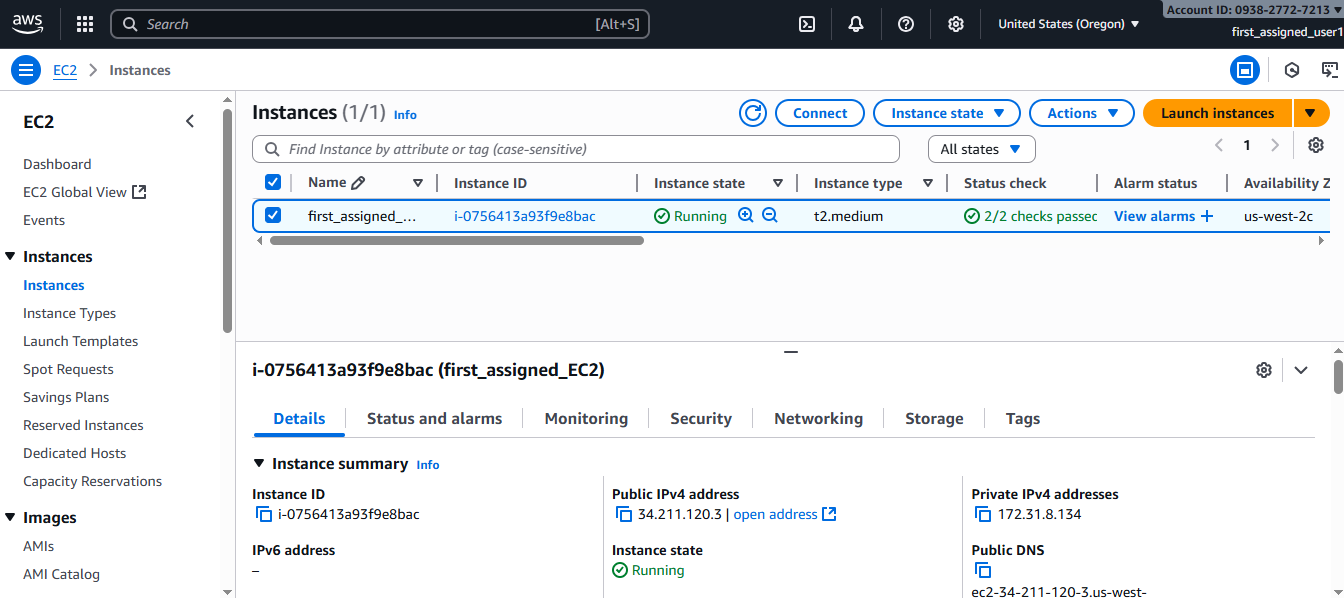 aws Search [Alt+S] United States (Oregon) Account ID: 0938-2772-7213
first_assigned_user1
EC2 Instances
EC2
Dashboard
EC2 Global View
Events
Instances
Instances
Instance Types
Launch Templates
Spot Requests
Savings Plans
Reserved Instances
Dedicated Hosts
Capacity Reservations
Images
AMIs
AMI Catalog
Instances (1/1) Info Connect Instance state Actions Launch instances
Find Instance by attribute or tag (case-sensitive) All states 1
Name Instance ID Instance state Instance type Status check Alarm status Availability Z
first_assigned_... i-0756413a93f9e8bac Running t2.medium 2/2 checks passec View alarms + us-west-2c
i-0756413a93f9e8bac (first_assigned_EC2)
Details Status and alarms Monitoring Security Networking Storage Tags
Instance summary Info
Instance ID
i-0756413a93f9e8bac
IPv6 address
–
Public IPv4 address
34.211.120.3 | open address
Instance state
Running
Private IPv4 addresses
172.31.8.134
Public DNS
ec2-34-211-120-3.us-west-